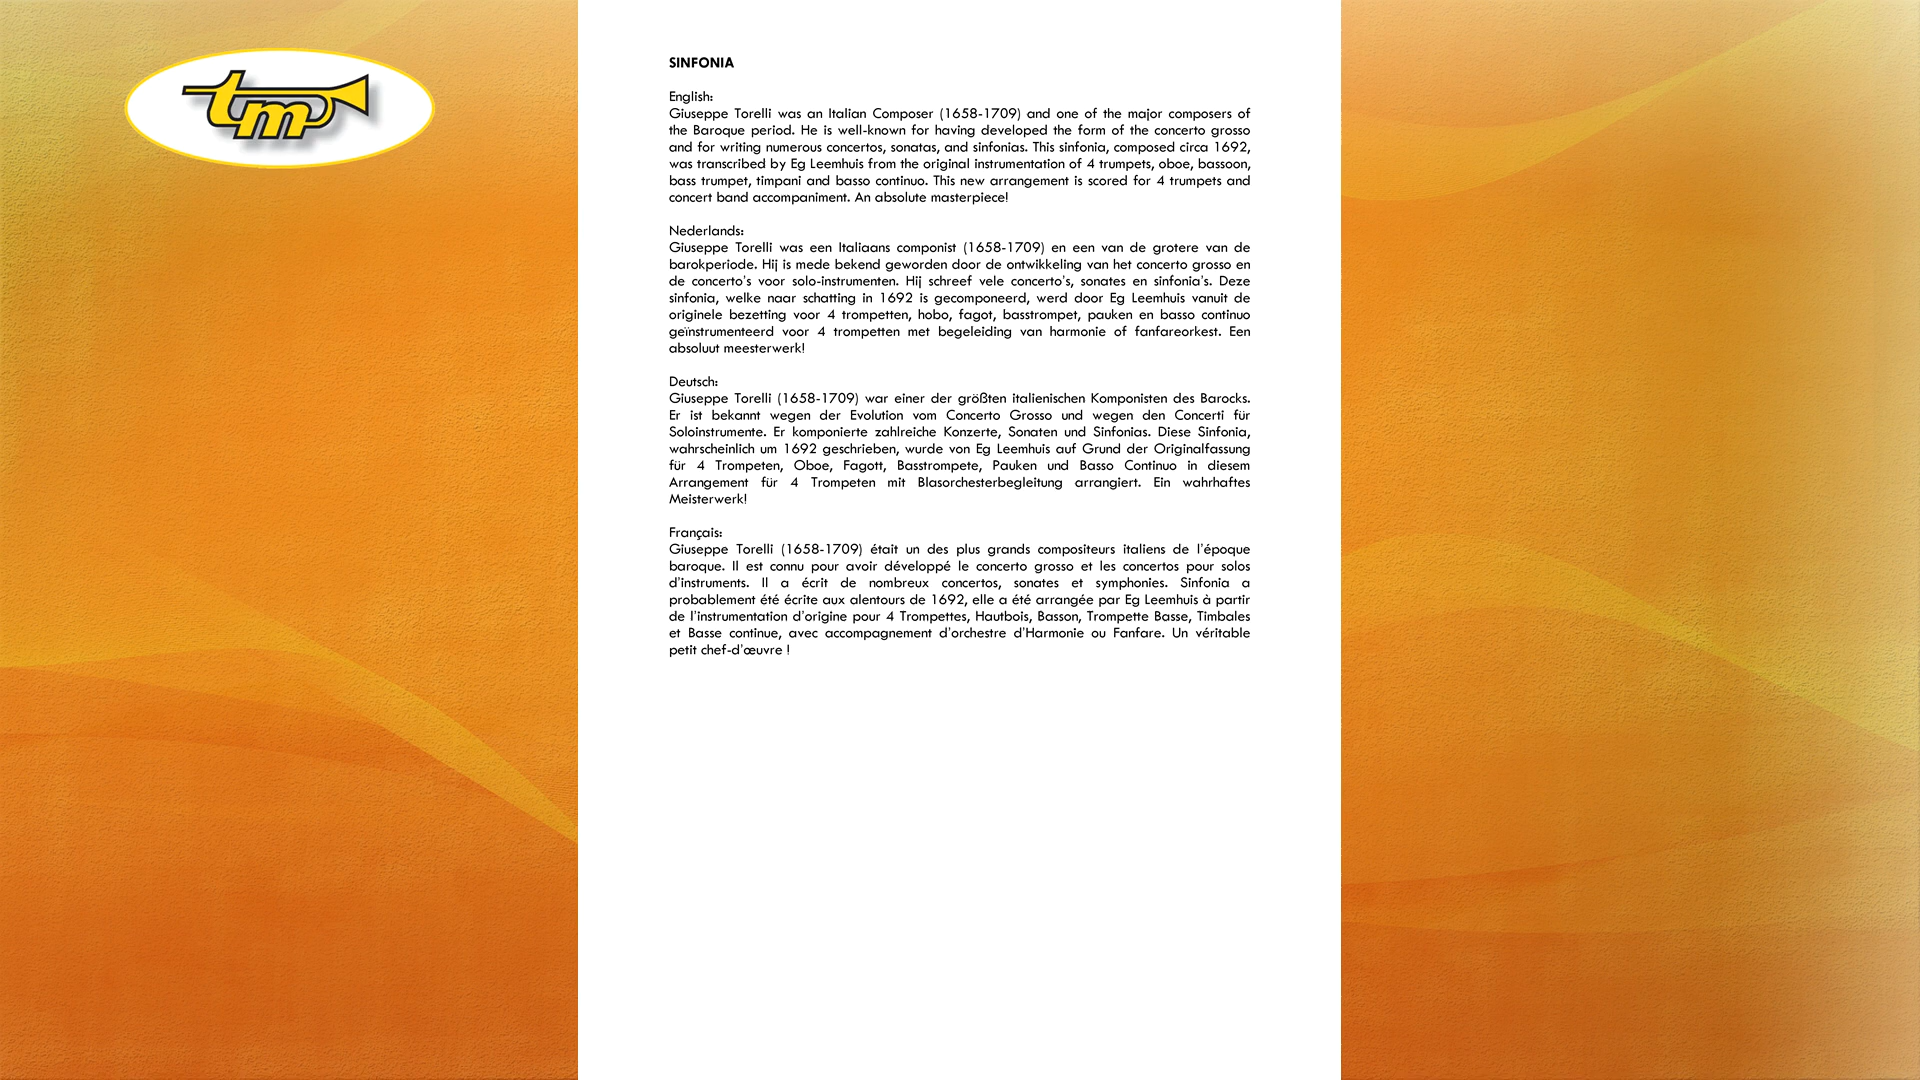 tm
SINFONIA
English:
Giuseppe Torelli was an Italian Composer (1658-1709) and one of the major composers of
the Baroque period. He is well-known for having developed the form of the concerto grosso
and for writing numerous concertos, sonatas, and sinfonias. This sinfonia, composed circa 1692,
was transcribed by Eg Leemhuis from the original instrumentation of 4 trumpets, oboe, bassoon,
bass trumpet, timpani and basso continuo. This new arrangement is scored for 4 trumpets and
concert band accompaniment. An absolute masterpiece!
Nederlands:
Giuseppe Torelli was een Italiaans componist (1658-1709) en een van de grotere van de
barokperiode. Hij is mede bekend geworden door de ontwikkeling van het concerto grosso en
de concerto's voor solo-instrumenten. Hij schreef vele concerto's, sonates en sinfonia's. Deze
sinfonia, welke naar schatting in 1692 is gecomponeerd, werd door Eg Leemhuis vanuit de
originele bezetting voor 4 trompetten, hobo, fagot, basstrompet, pauken en basso continuo
geïnstrumenteerd voor 4 trompetten met begeleiding van harmonie of fanfareorkest. Een
absoluut meesterwerk!
Deutsch:
Giuseppe Torelli (1658-1709) war einer der größten italienischen Komponisten des Barocks.
Er ist bekannt wegen der Evolution vom Concerto Grosso und wegen den Concerti für
Soloinstrumente. Er komponierte zahlreiche Konzerte, Sonaten und Sinfonias. Diese Sinfonia,
wahrscheinlich um 1692 geschrieben, wurde von Eg Leemhuis auf Grund der Originalfassung
für 4 Trompeten, Oboe, Fagott, Basstrompete, Pauken und Basso Continuo in diesem
Arrangement für 4 Trompeten mit Blasorchesterbegleitung arrangiert. Ein wahrhaftes
Meisterwerk!
Français:
Giuseppe Torelli (1658-1709) était un des plus grands compositeurs italiens de l'époque
baroque. Il est connu pour avoir développé le concerto grosso et les concertos pour solos
d'instruments. Il a écrit de nombreux concertos, sonates et symphonies. Sinfonia a
probablement été écrite aux alentours de 1692, elle a été arrangée par Eg Leemhuis à partir
de l'instrumentation d'origine pour 4 Trompettes, Hautbois, Basson, Trompette Basse, Timbales
et Basse continue, avec accompagnement d'orchestre d'Harmonie ou Fanfare. Un véritable
petit chef-d'œuvre !